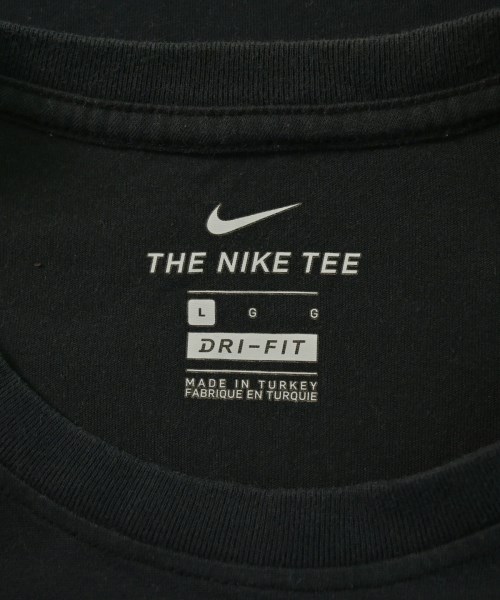 THE NIKE TEE
L G G
DRI-FIT
MADE IN TURKEY
FABRIQUE EN TURQUIE